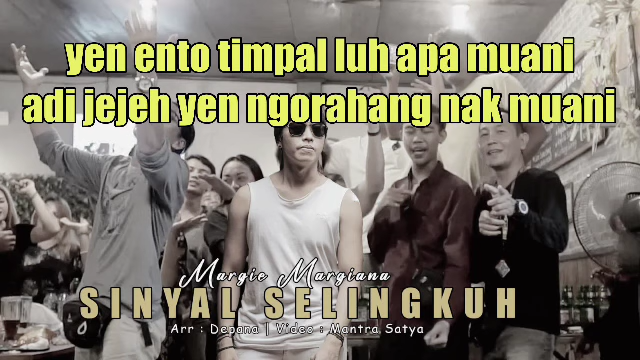 yen ento timpal luh apa muani
adi jejeh yen ngorahang nak muani
Margie Margiana
SINYAL SELINGKUH
Arr : Depana | Video : Mantra Satya